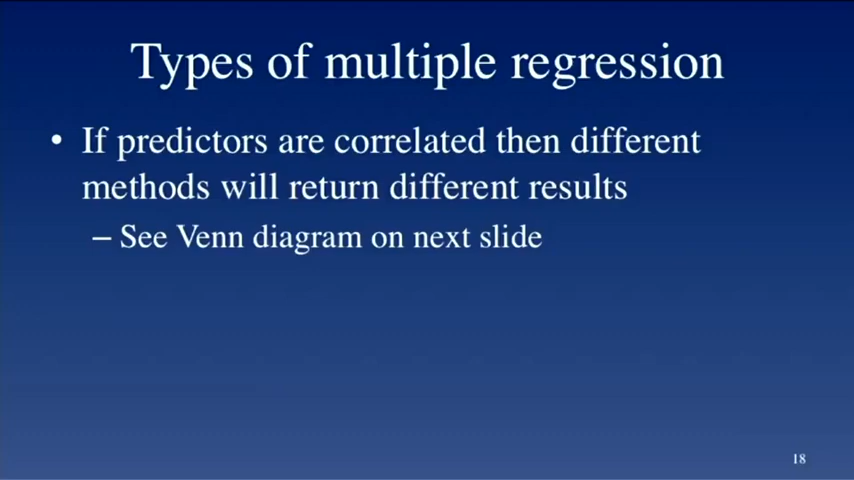 Types of multiple regression
• If predictors are correlated then different
methods will return different results
– See Venn diagram on next slide
18